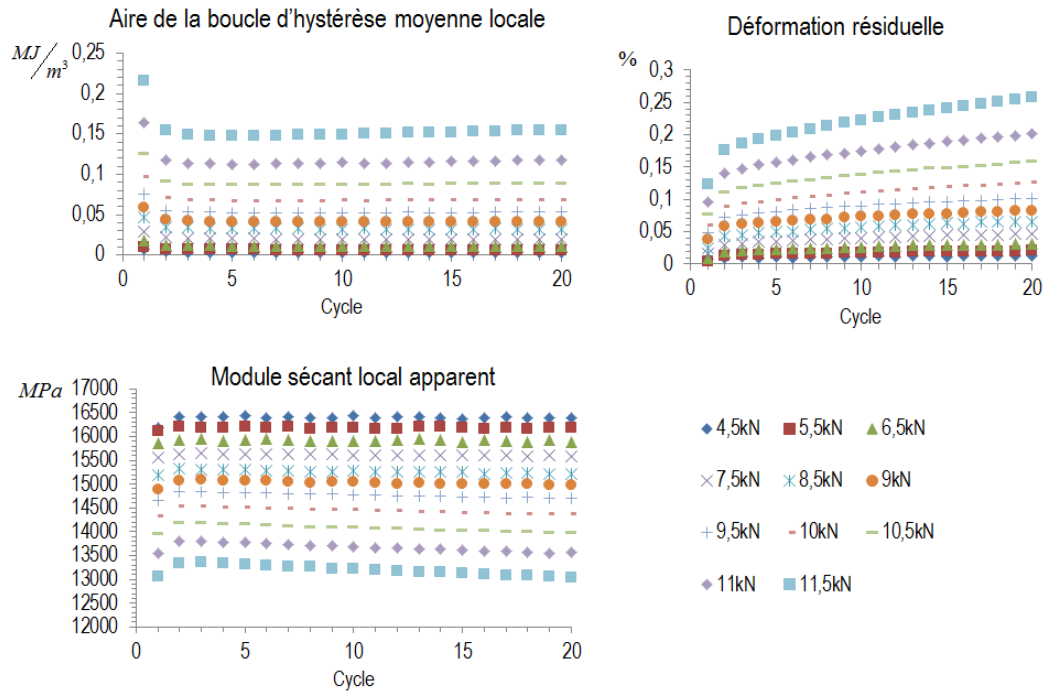 Aire de la boucle d'hystérèse moyenne locale
MJ/m³
0,25
0,2
0,15
0,1
0,05
0
0 5 10 15 20
Cycle
Déformation résiduelle
%
0,3
0,25
0,2
0,15
0,1
0,05
0
0 5 10 15 20
Cycle
Module sécant local apparent
MPa
17000
16500
16000
15500
15000
14500
14000
13500
13000
12500
12000
0 5 10 15 20
Cycle
4,5kN 5,5kN 6,5kN
7,5kN 8,5kN 9kN
9,5kN 10kN 10,5kN
11kN 11,5kN